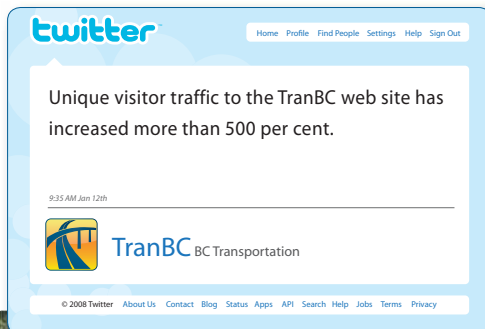 twitter
Home Profile Find People Settings Help Sign Out
Unique visitor traffic to the TranBC web site has
increased more than 500 per cent.
9:35 AM Jan 12th
TranBC BC Transportation
© 2008 Twitter About Us Contact Blog Status Apps API Search Help Jobs Terms Privacy